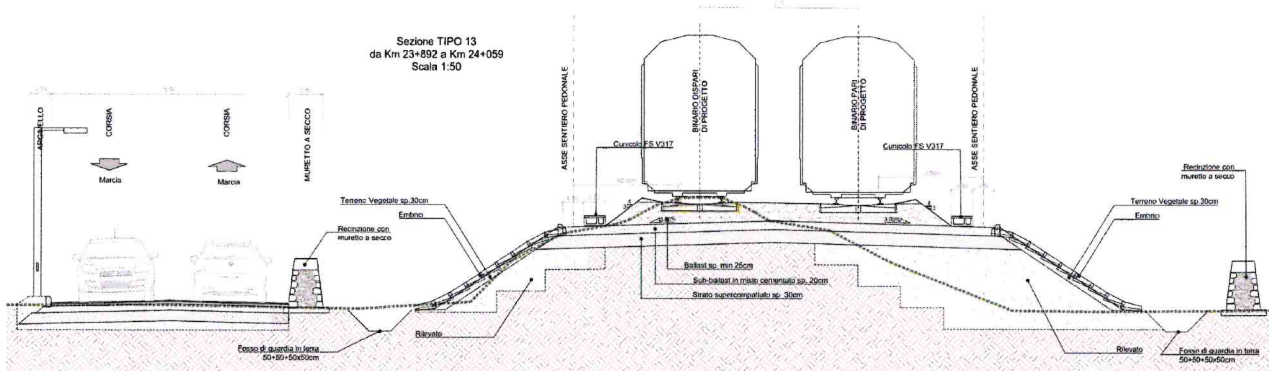 Sezione TIPO 13
da Km 23+892 a Km 24+059
Scala 1:50
ARGINELLO
CORSIA
CORSIA
MURETTO A SECCO
Marcia
Marcia
ASSE SENTIERO PEDONALE
BINARIO DISPARI
DI PROGETTO
BINARIO PARI
DI PROGETTO
ASSE SENTIERO PEDONALE
Cunicolo FS V317
Cunicolo FS V317
Recinzione con
muretto a secco
Terreno Vegetale sp.30cm
Embrici
Recinzione con
muretto a secco
Terreno Vegetale sp.30cm
Embrici
Ballast sp. min 25cm
Sub-ballast in misto cementato sp. 20cm
Strato supercompattato sp. 30cm
Rilevato
Fosso di guardia in terra
50+50+50x50cm
Rilevato
Fosso di guardia in terra
50+50+50x50cm